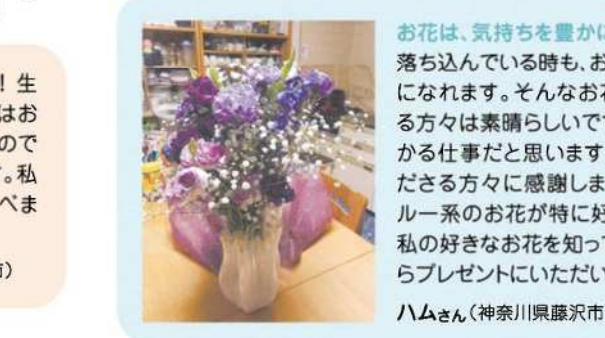 ！生
はお
ので
。私
べま
市）
お花は、気持ちを豊かに
落ち込んでいる時も、お
になれます。そんなお花
る方々は素晴らしいで
かる仕事だと思います
ださる方々に感謝しま
ルー系のお花が特に好
私の好きなお花を知って
らプレゼントにいただい
ハムさん（神奈川県藤沢市